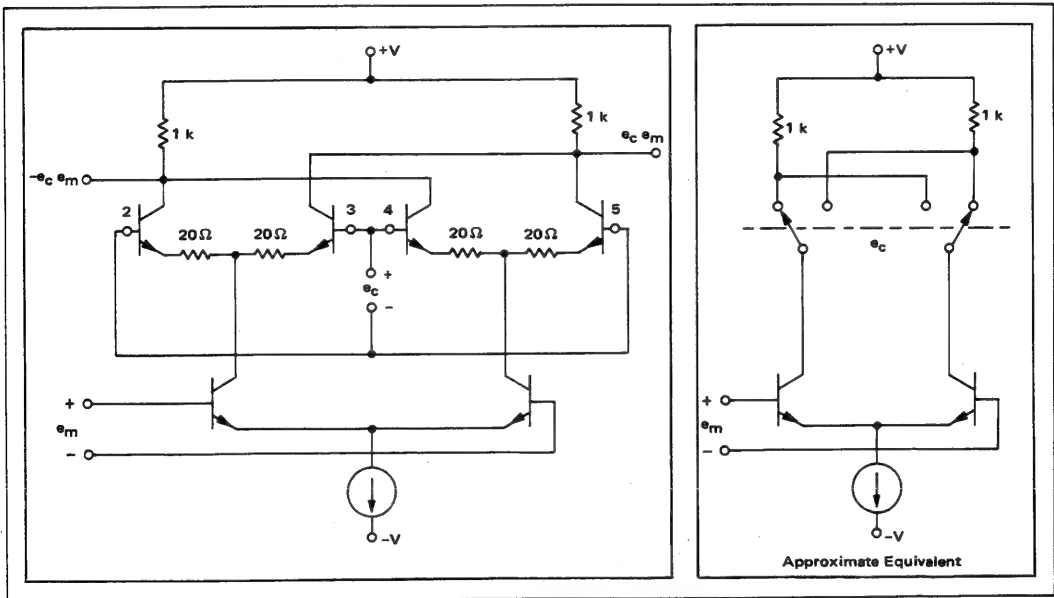 +V
1 k
1 k
-ec em
ec em
2
3
4
5
20Ω
20Ω
20Ω
20Ω
+
ec
-
+
em
-
-V
+V
1 k
1 k
ec
+
em
-
-V
Approximate Equivalent